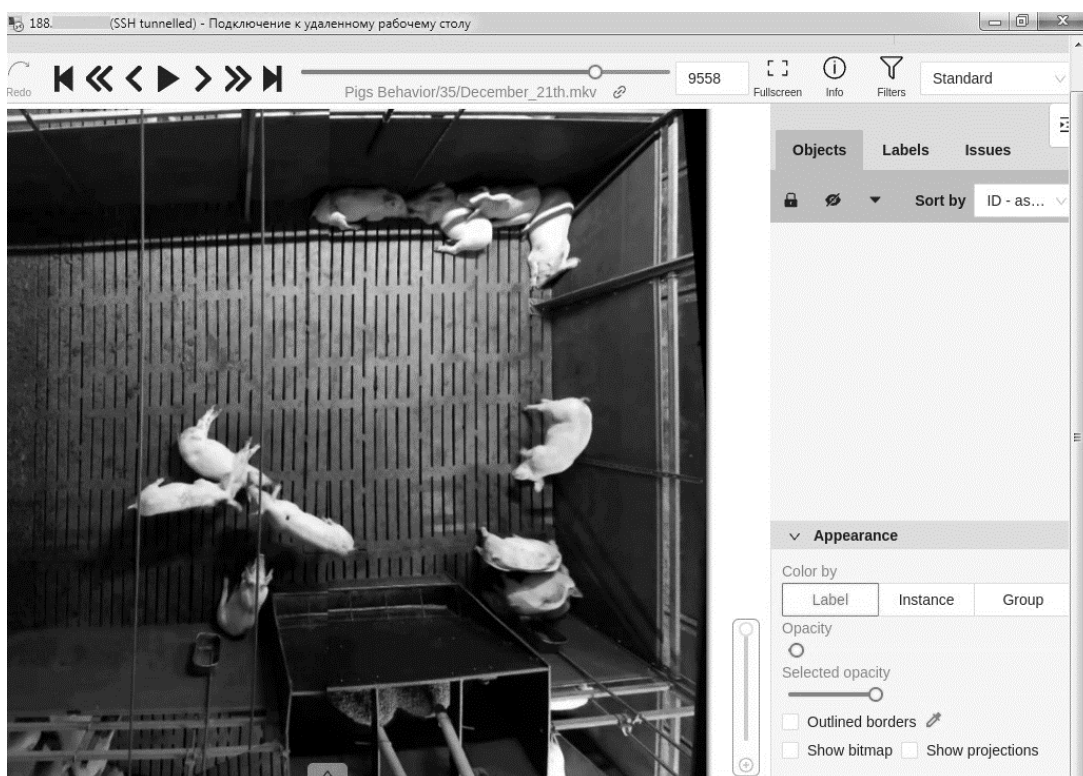 188. (SSH tunnelled) - Подключение к удаленному рабочему столу
Redo
9558
Fullscreen
Info
Filters
Standard
Pigs Behavior/35/December_21th.mkv
Objects Labels Issues
Sort by ID - as...
Appearance
Color by
Label Instance Group
Opacity
Selected opacity
Outlined borders
Show bitmap Show projections